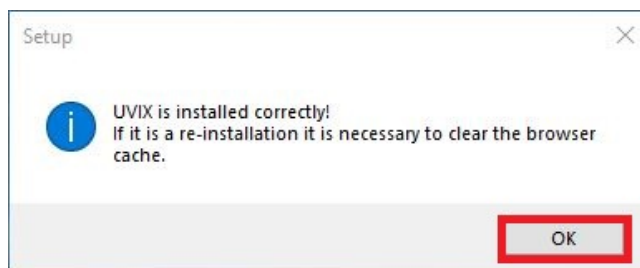 Setup
UVIX is installed correctly!
If it is a re-installation it is necessary to clear the browser
cache.
OK